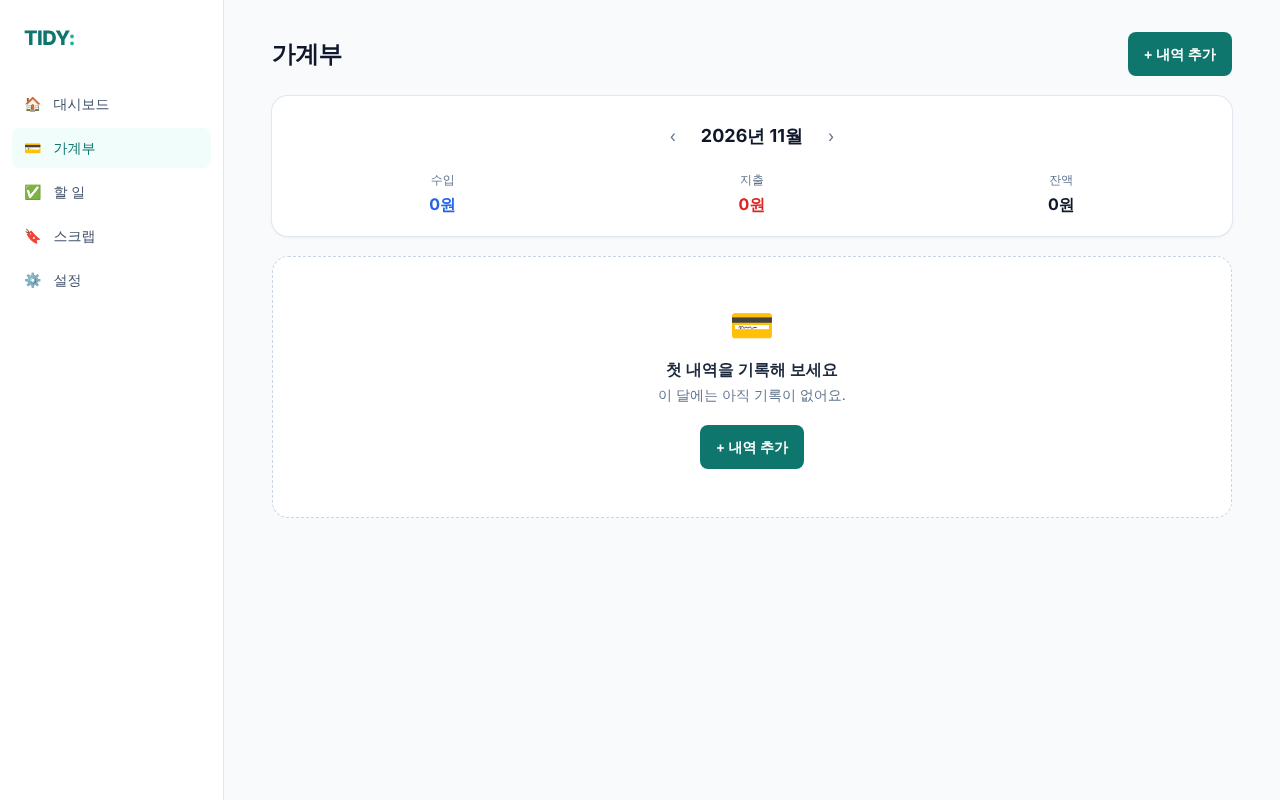 TIDY:
대시보드
가계부
할 일
스크랩
설정
가계부
+ 내역 추가
‹ 2026년 11월 ›
수입 지출 잔액
0원 0원 0원
첫 내역을 기록해 보세요
이 달에는 아직 기록이 없어요.
+ 내역 추가